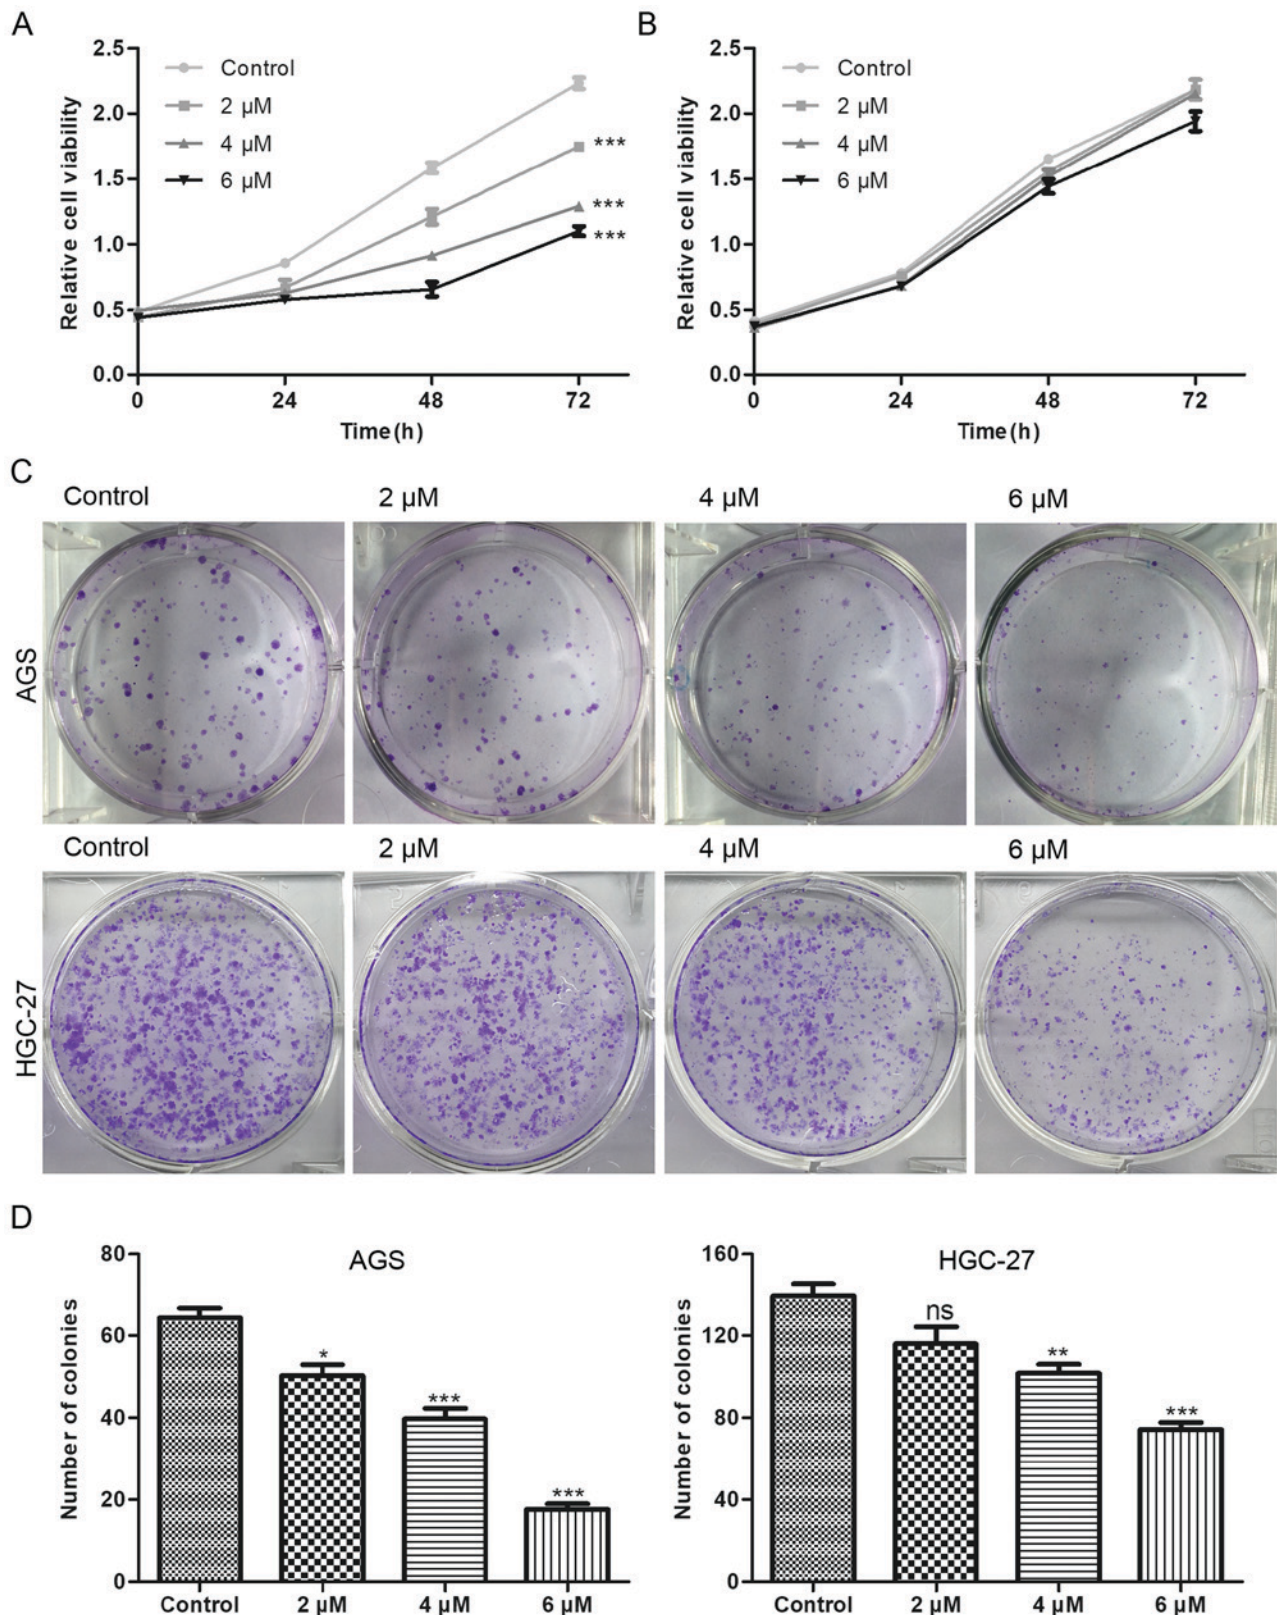 A
B
2.5
2.0
1.5
1.0
0.5
0.0
Relative cell viability
Control
2 μM
4 μM
6 μM
***
***
***
0
24
48
72
Time(h)
2.5
2.0
1.5
1.0
0.5
0.0
Relative cell viability
Control
2 μM
4 μM
6 μM
0
24
48
72
Time(h)
C
Control
2 μM
4 μM
6 μM
AGS
Control
2 μM
4 μM
6 μM
HGC-27
D
AGS
80
60
40
20
0
Number of colonies
*
***
***
Control
2 μM
4 μM
6 μM
HGC-27
160
120
80
40
0
Number of colonies
ns
**
***
Control
2 μM
4 μM
6 μM